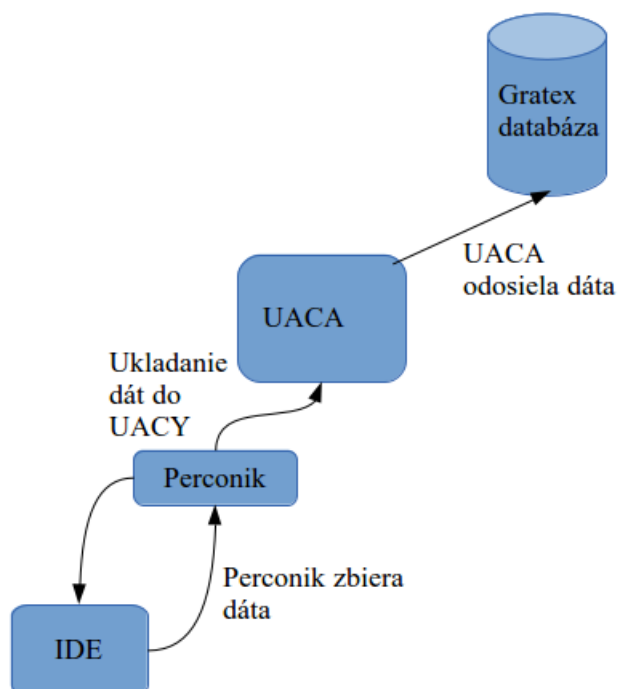 Gratex
databáza
UACA
odosiela dáta
UACA
Ukladanie
dát do
UACY
Perconik
Perconik zbiera
dáta
IDE